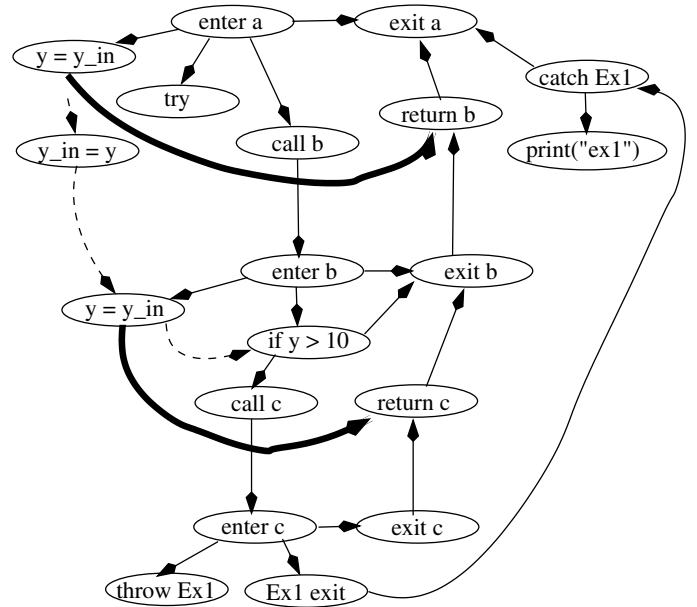 enter a
exit a
y = y_in
catch Ex1
try
return b
call b
y_in = y
print("ex1")
enter b
exit b
y = y_in
if y > 10
call c
return c
enter c
exit c
throw Ex1
Ex1 exit